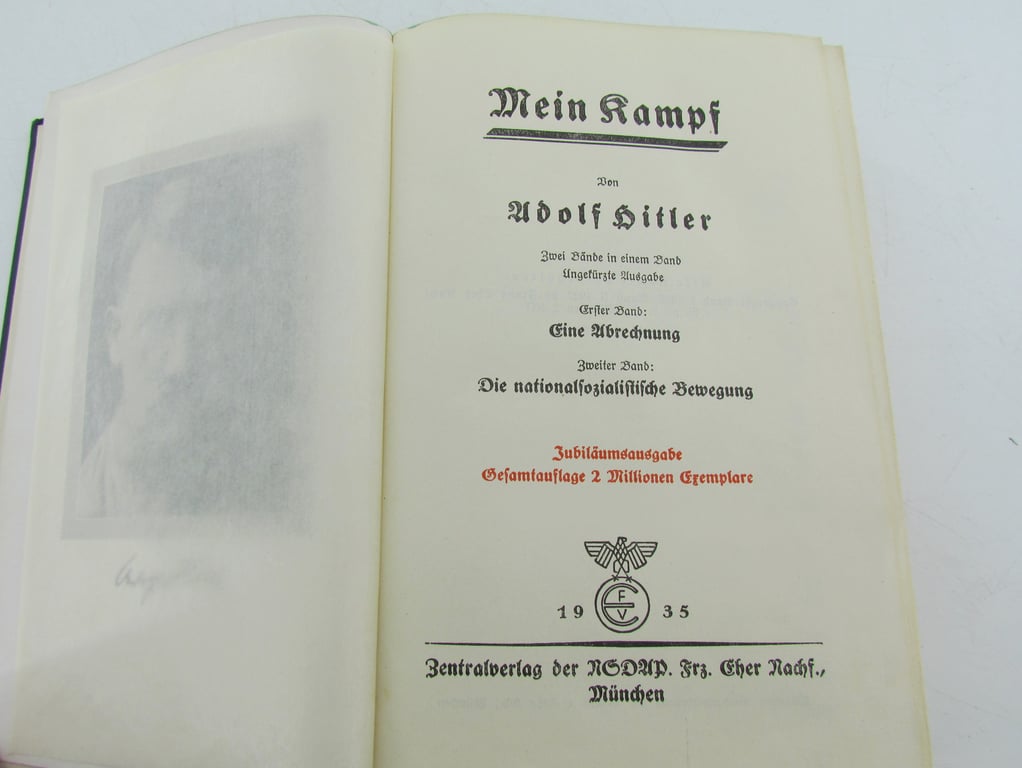 Mein Kampf
Von
Adolf Hitler
Zwei Bände in einem Band
Ungekürzte Ausgabe
Erster Band:
Eine Abrechnung
Zweiter Band:
Die nationalsozialistische Bewegung
Jubiläumsausgabe
Gesamtauflage 2 Millionen Exemplare
F
E
V
19 35
Zentralverlag der NSDAP. Frz. Eher Nachf.,
München